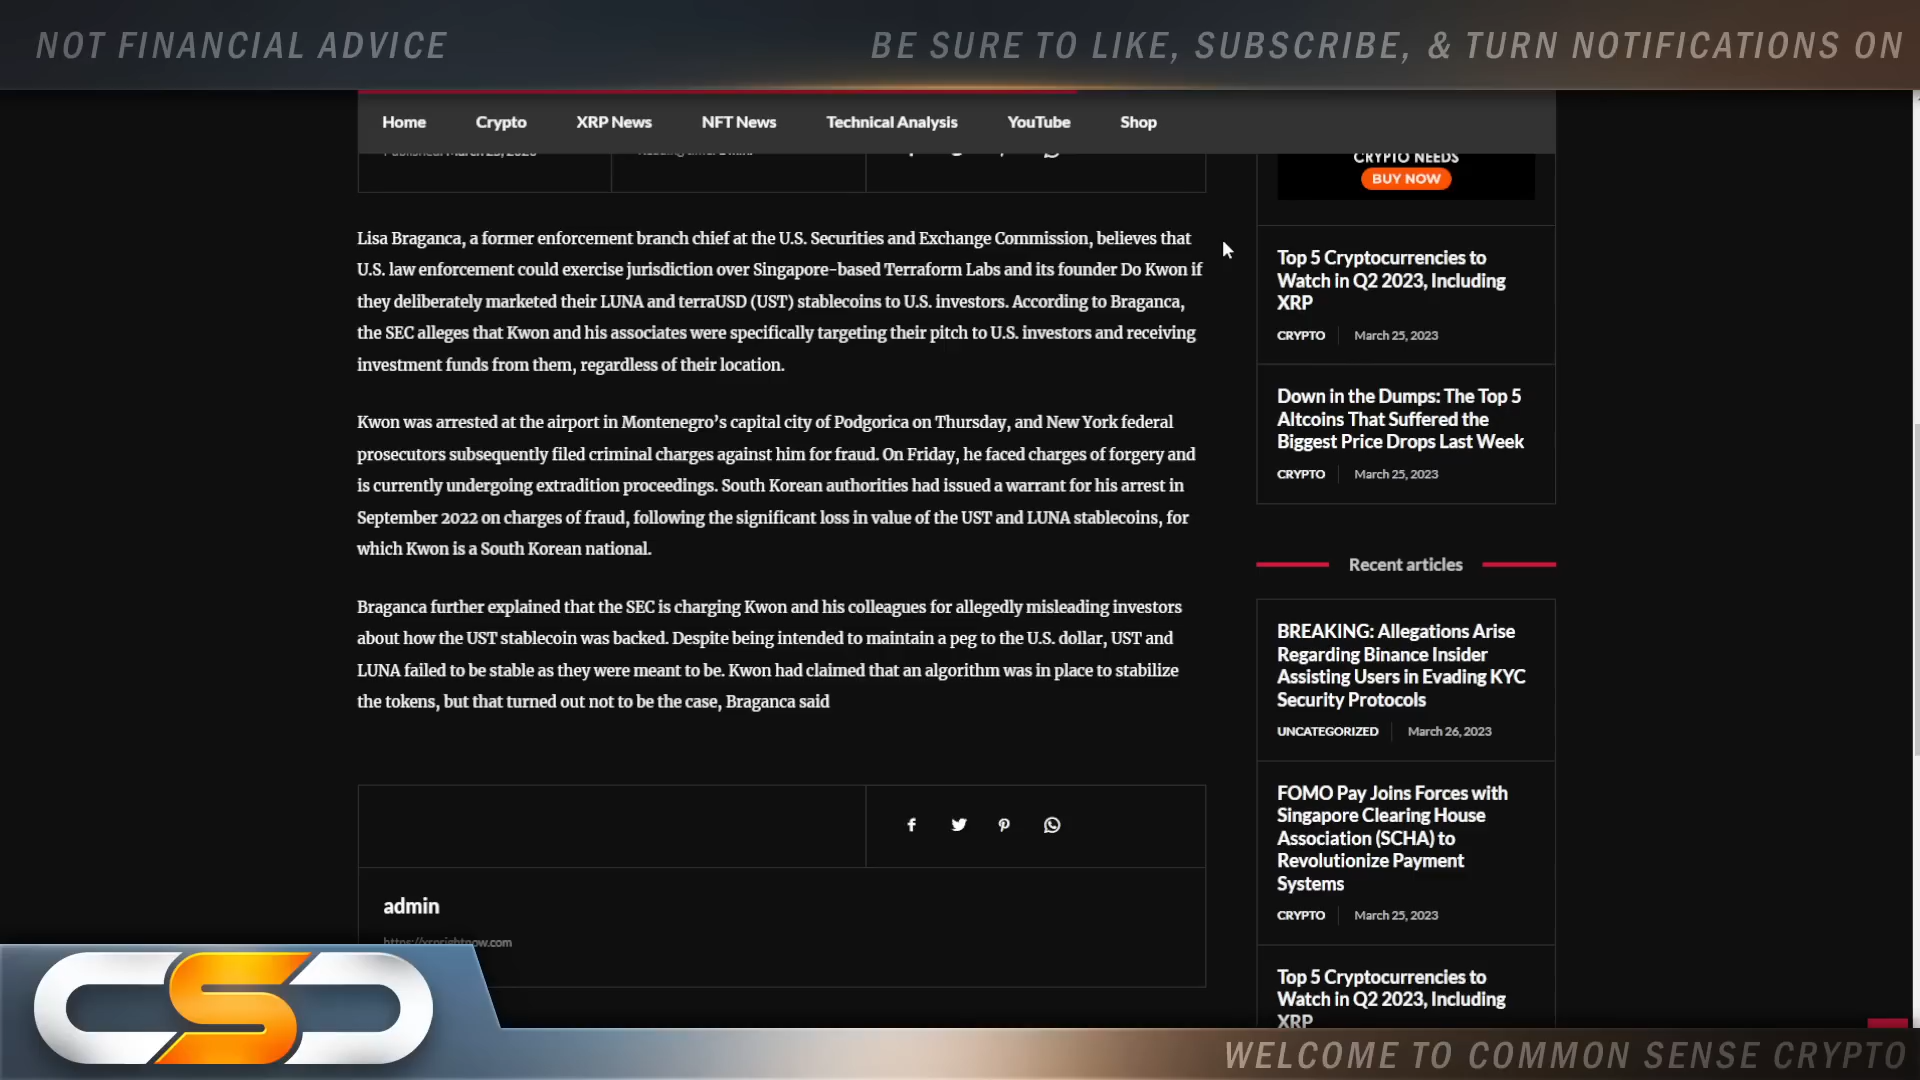 NOT FINANCIAL ADVICE
BE SURE TO LIKE, SUBSCRIBE, & TURN NOTIFICATIONS ON
Home Crypto XRP News NFT News Technical Analysis YouTube Shop
CRYPTO NEEDS
BUY NOW
Lisa Braganca, a former enforcement branch chief at the U.S. Securities and Exchange Commission, believes that
U.S. law enforcement could exercise jurisdiction over Singapore-based Terraform Labs and its founder Do Kwon if
they deliberately marketed their LUNA and terraUSD (UST) stablecoins to U.S. investors. According to Braganca,
the SEC alleges that Kwon and his associates were specifically targeting their pitch to U.S. investors and receiving
investment funds from them, regardless of their location.
Kwon was arrested at the airport in Montenegro’s capital city of Podgorica on Thursday, and New York federal
prosecutors subsequently filed criminal charges against him for fraud. On Friday, he faced charges of forgery and
is currently undergoing extradition proceedings. South Korean authorities had issued a warrant for his arrest in
September 2022 on charges of fraud, following the significant loss in value of the UST and LUNA stablecoins, for
which Kwon is a South Korean national.
Braganca further explained that the SEC is charging Kwon and his colleagues for allegedly misleading investors
about how the UST stablecoin was backed. Despite being intended to maintain a peg to the U.S. dollar, UST and
LUNA failed to be stable as they were meant to be. Kwon had claimed that an algorithm was in place to stabilize
the tokens, but that turned out not to be the case, Braganca said
admin
Top 5 Cryptocurrencies to
Watch in Q2 2023, Including
XRP
CRYPTO March 25, 2023
Down in the Dumps: The Top 5
Altcoins That Suffered the
Biggest Price Drops Last Week
CRYPTO March 25, 2023
Recent articles
BREAKING: Allegations Arise
Regarding Binance Insider
Assisting Users in Evading KYC
Security Protocols
UNCATEGORIZED March 26, 2023
FOMO Pay Joins Forces with
Singapore Clearing House
Association (SCHA) to
Revolutionize Payment
Systems
CRYPTO March 25, 2023
Top 5 Cryptocurrencies to
Watch in Q2 2023, Including
XRP
CSC
WELCOME TO COMMON SENSE CRYPTO